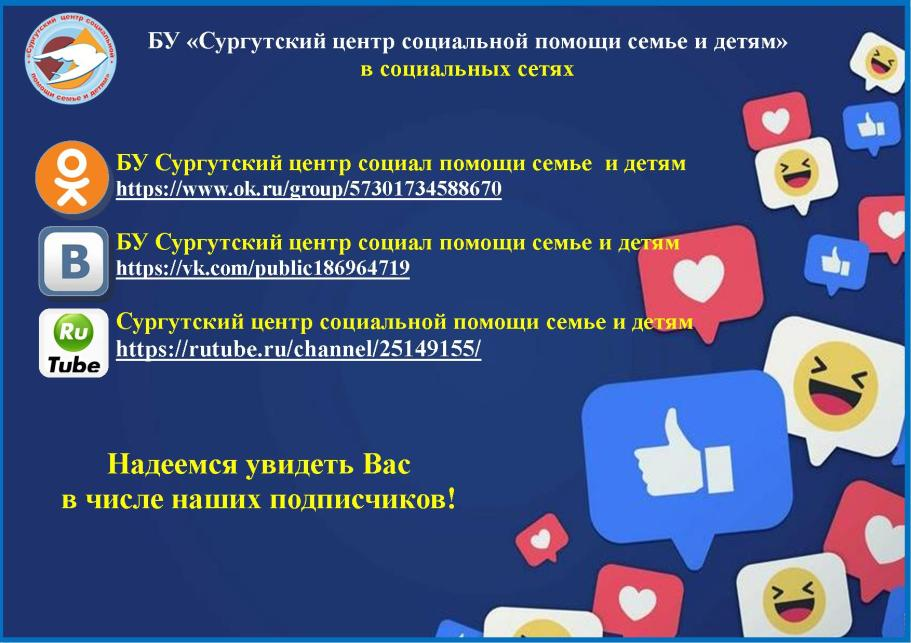 «Сургутский центр социальной помощи семье и детям»
БУ «Сургутский центр социальной помощи семье и детям»
в социальных сетях
БУ Сургутский центр социал помощи семье и детям
https://www.ok.ru/group/57301734588670
В
БУ Сургутский центр социал помощи семье и детям
https://vk.com/public186964719
Ru
Tube
Сургутский центр социальной помощи семье и детям
https://rutube.ru/channel/25149155/
Надеемся увидеть Вас
в числе наших подписчиков!